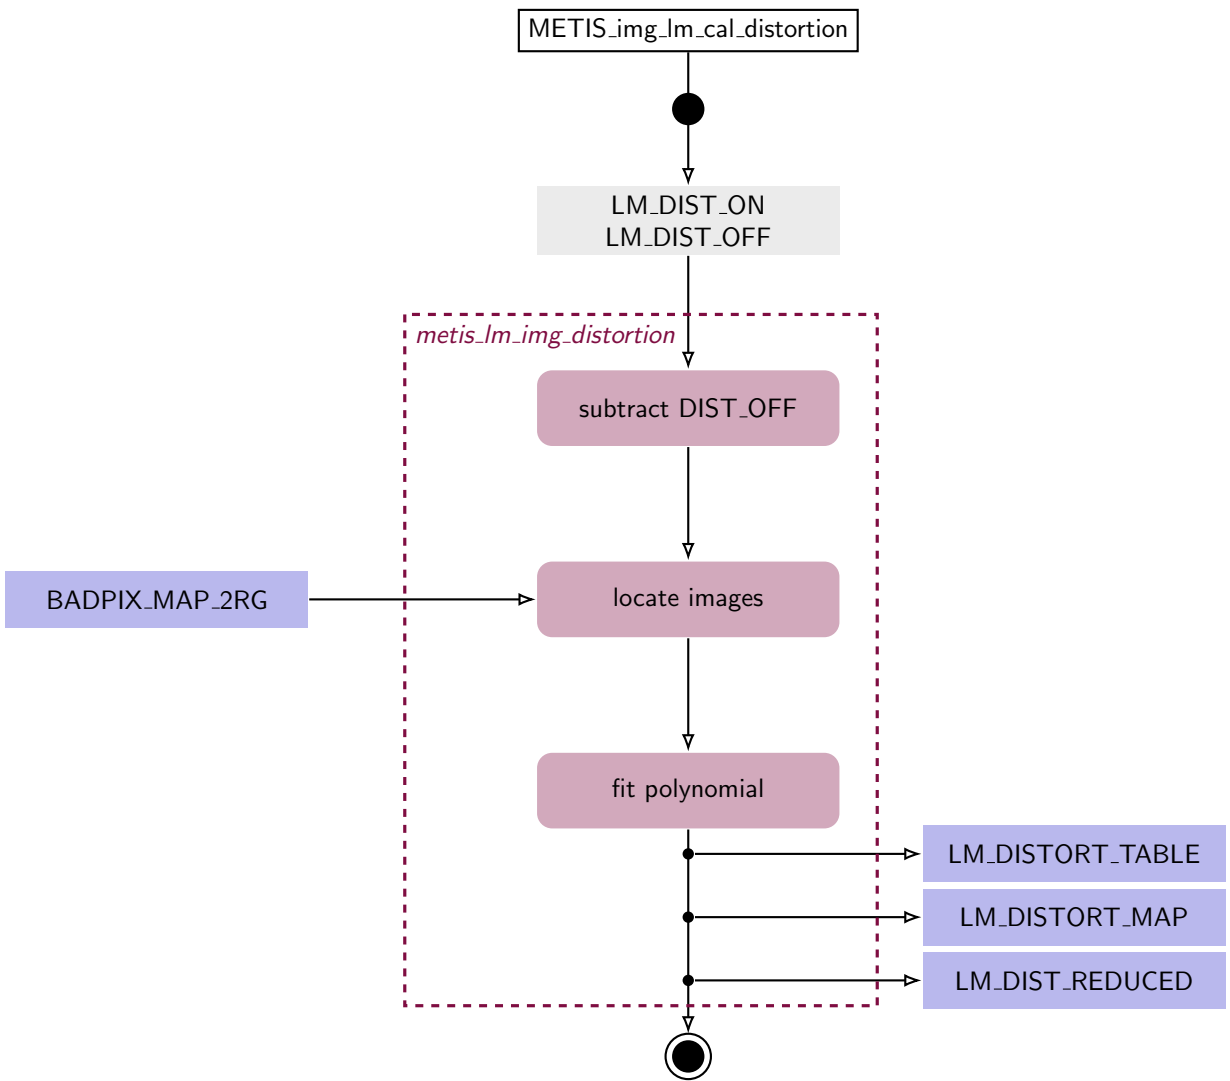 METIS_img_lm_cal_distortion
LM_DIST_ON
LM_DIST_OFF
metis_lm_img_distortion
subtract DIST_OFF
BADPIX_MAP_2RG
locate images
fit polynomial
LM_DISTORT_TABLE
LM_DISTORT_MAP
LM_DIST_REDUCED